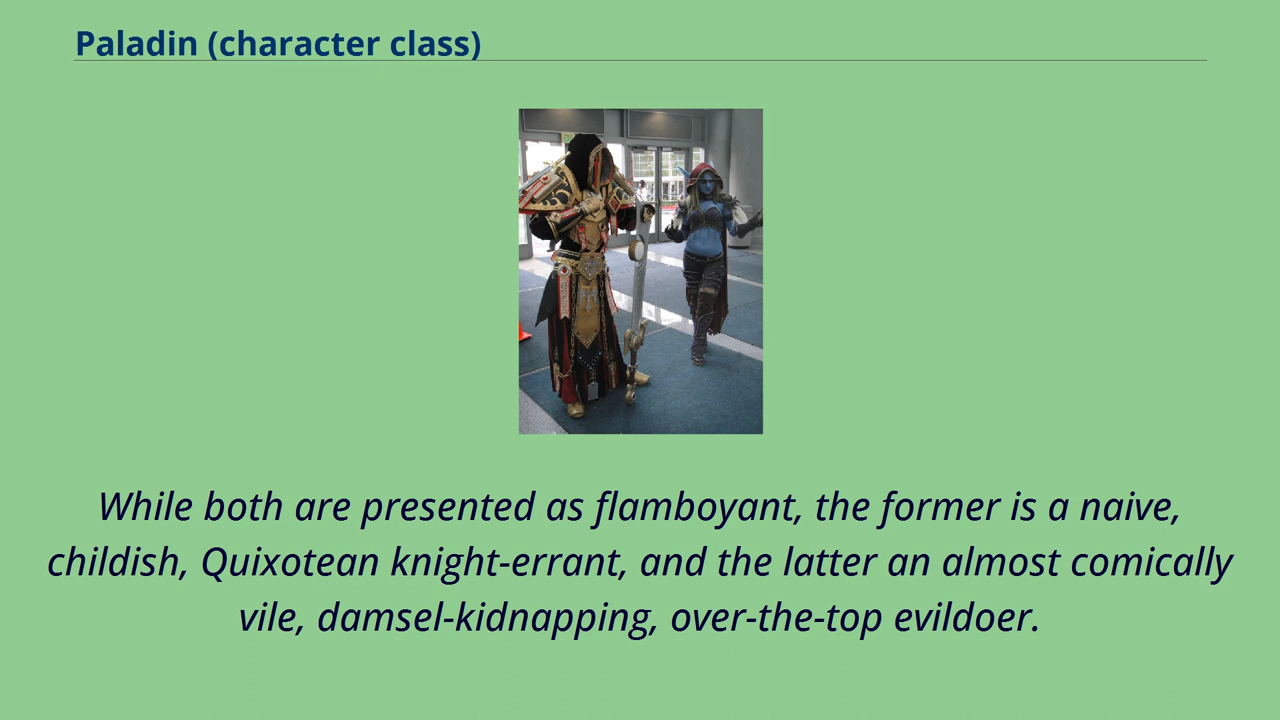 Paladin (character class)
While both are presented as flamboyant, the former is a naive,
childish, Quixotean knight-errant, and the latter an almost comically
vile, damsel-kidnapping, over-the-top evildoer.